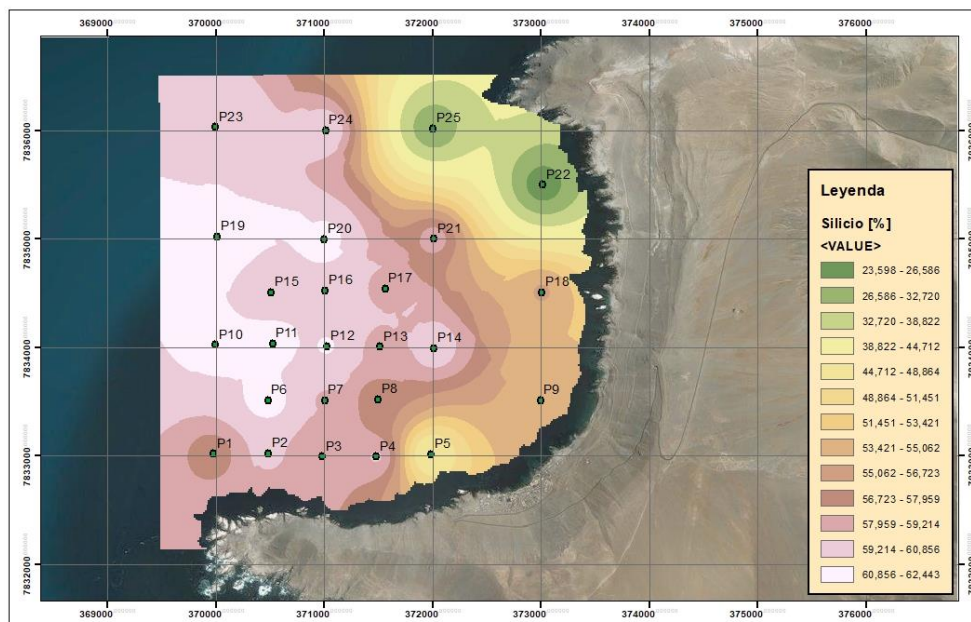 369000 370000 371000 372000 373000 374000 375000 376000
P23 P24 P25
7836000 7836000
P22
P19 P20 P21
7835000 7835000
P15 P16 P17 P18
P10 P11 P12 P13 P14
7834000 7834000
P6 P7 P8 P9
P1 P2 P3 P4 P5
7833000 7833000
7832000 7832000
369000 370000 371000 372000 373000 374000 375000 376000
Leyenda
Silicio [%]
<VALUE>
23,598 - 26,586
26,586 - 32,720
32,720 - 38,822
38,822 - 44,712
44,712 - 48,864
48,864 - 51,451
51,451 - 53,421
53,421 - 55,062
55,062 - 56,723
56,723 - 57,959
57,959 - 59,214
59,214 - 60,856
60,856 - 62,443